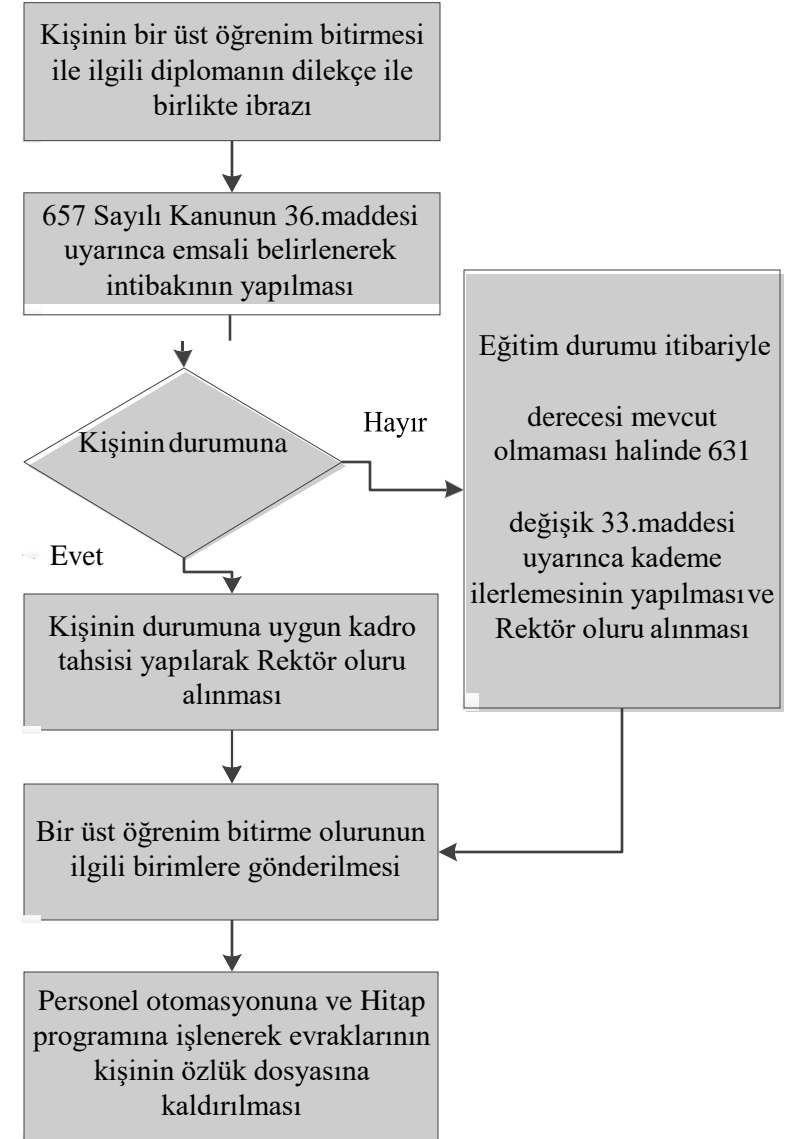 Kişinin bir üst öğrenim bitirmesi
ile ilgili diplomanın dilekçe ile
birlikte ibrazı
657 Sayılı Kanunun 36.maddesi
uyarınca emsali belirlenerek
intibakının yapılması
Kişinin durumuna
Hayır
Evet
Eğitim durumu itibariyle
derecesi mevcut
olmaması halinde 631
değişik 33.maddesi
uyarınca kademe
ilerlemesinin yapılması ve
Rektör oluru alınması
Kişinin durumuna uygun kadro
tahsisi yapılarak Rektör oluru
alınması
Bir üst öğrenim bitirme olurunun
ilgili birimlere gönderilmesi
Personel otomasyonuna ve Hitap
programına işlenerek evraklarının
kişinin özlük dosyasına
kaldırılması